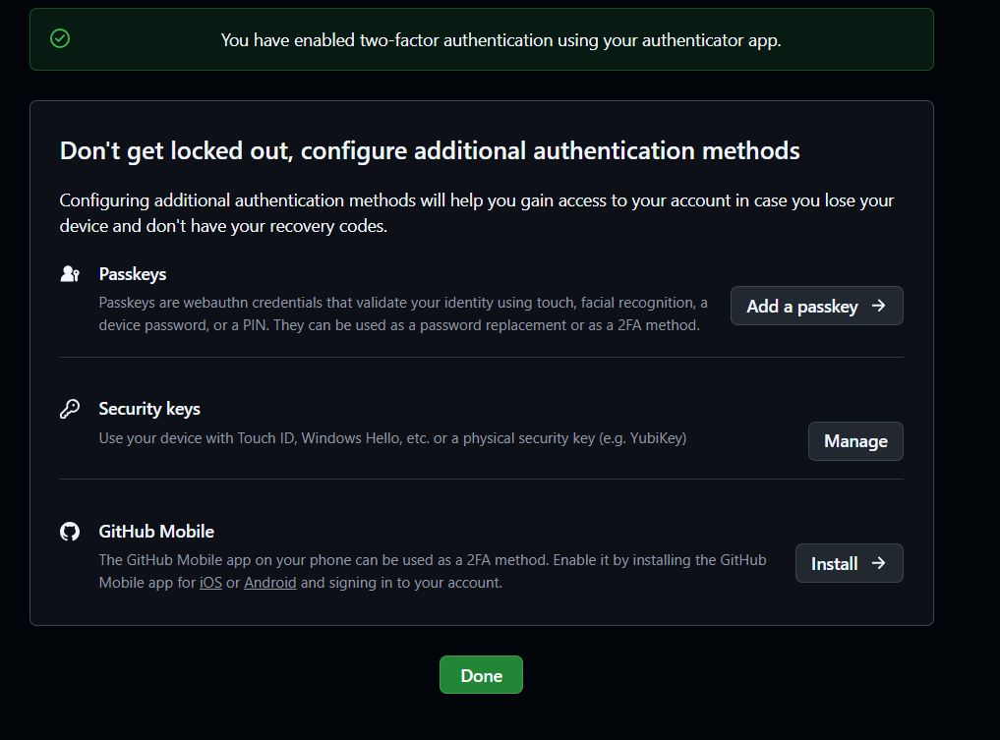 You have enabled two-factor authentication using your authenticator app.
Don't get locked out, configure additional authentication methods
Configuring additional authentication methods will help you gain access to your account in case you lose your
device and don't have your recovery codes.
Passkeys
Passkeys are webauthn credentials that validate your identity using touch, facial recognition, a
device password, or a PIN. They can be used as a password replacement or as a 2FA method.
Add a passkey
Security keys
Use your device with Touch ID, Windows Hello, etc. or a physical security key (e.g. YubiKey)
Manage
GitHub Mobile
The GitHub Mobile app on your phone can be used as a 2FA method. Enable it by installing the GitHub
Mobile app for iOS or Android and signing in to your account.
Install
Done